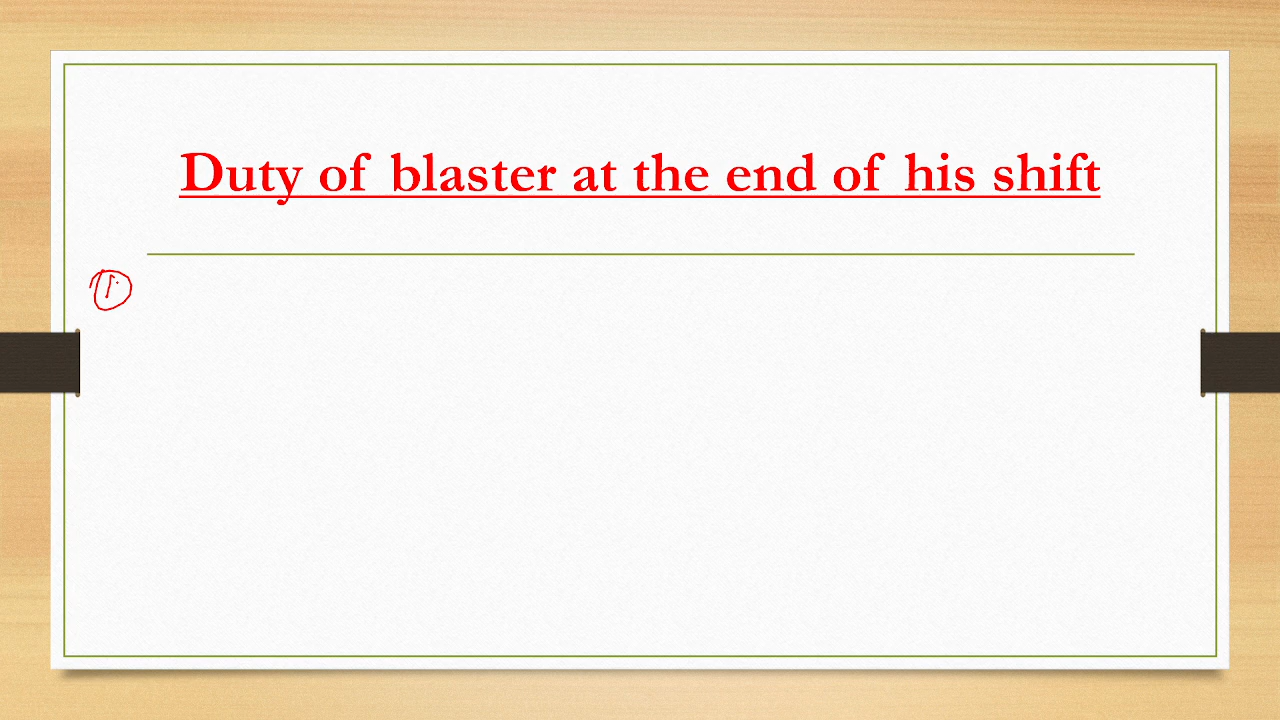 Duty of blaster at the end of his shift
①